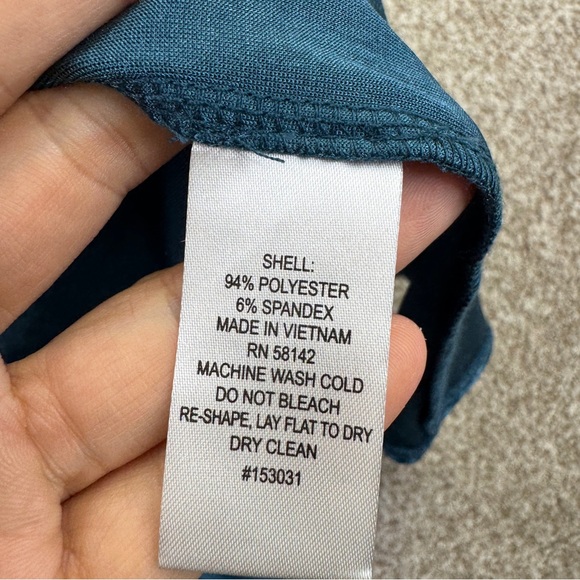 SHELL:
94% POLYESTER
6% SPANDEX
MADE IN VIETNAM
RN 58142
MACHINE WASH COLD
DO NOT BLEACH
RE-SHAPE, LAY FLAT TO DRY
DRY CLEAN
#153031